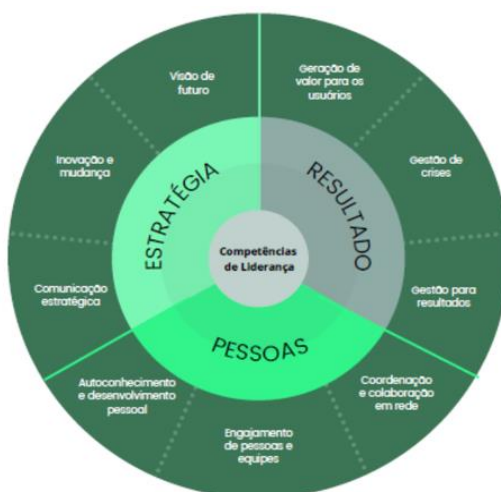 Visão de
futuro
Geração de
valor para os
usuários
Inovação e
mudança
Gestão de
crises
ESTRATÉGIA
RESULTADO
Competências
de Liderança
Comunicação
estratégica
Gestão para
resultados
PESSOAS
Autoconhecimento
e desenvolvimento
pessoal
Coordenação
e colaboração
em rede
Engajamento
de pessoas e
equipes